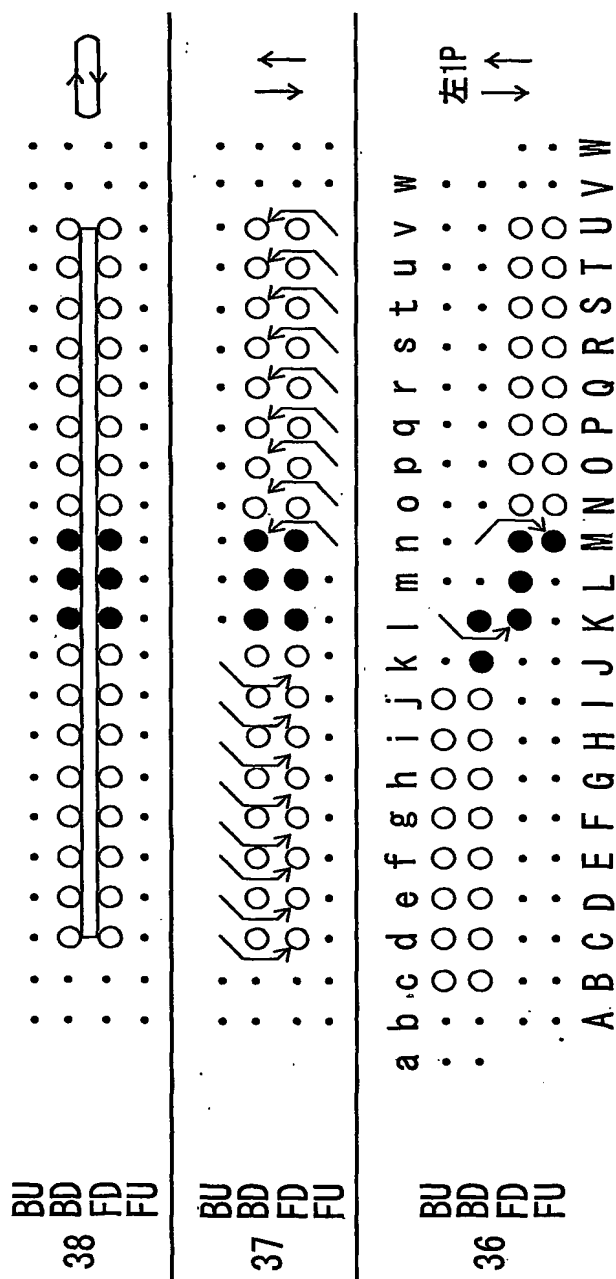 BU
BD
38
FD
FU
BU
BD
37
FD
FU
a b c d e f g h i j k l m n o p q r s t u v w
左1P
BU
BD
36
FD
FU
A B C D E F G H I J K L M N O P Q R S T U V W